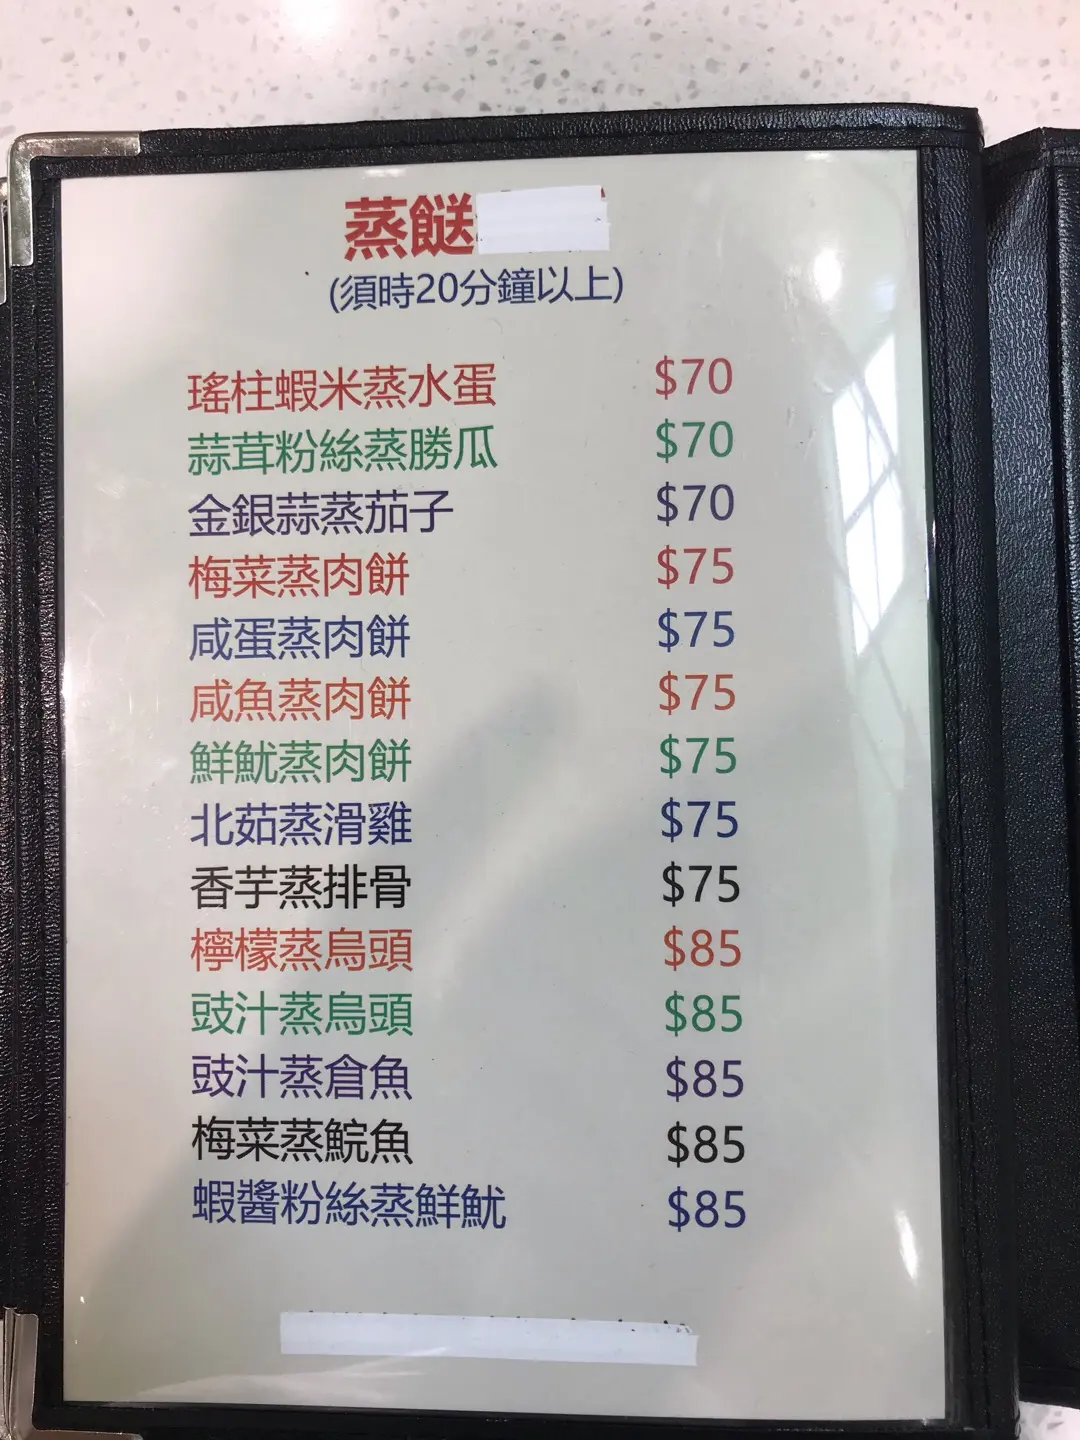 蒸餸
(須時20分鐘以上)
瑤柱蝦米蒸水蛋 $70
蒜茸粉絲蒸勝瓜 $70
金銀蒜蒸茄子 $70
梅菜蒸肉餅 $75
咸蛋蒸肉餅 $75
咸魚蒸肉餅 $75
鮮魷蒸肉餅 $75
北茹蒸滑雞 $75
香芋蒸排骨 $75
檸檬蒸烏頭 $85
豉汁蒸烏頭 $85
豉汁蒸倉魚 $85
梅菜蒸鯇魚 $85
蝦醬粉絲蒸鮮魷 $85